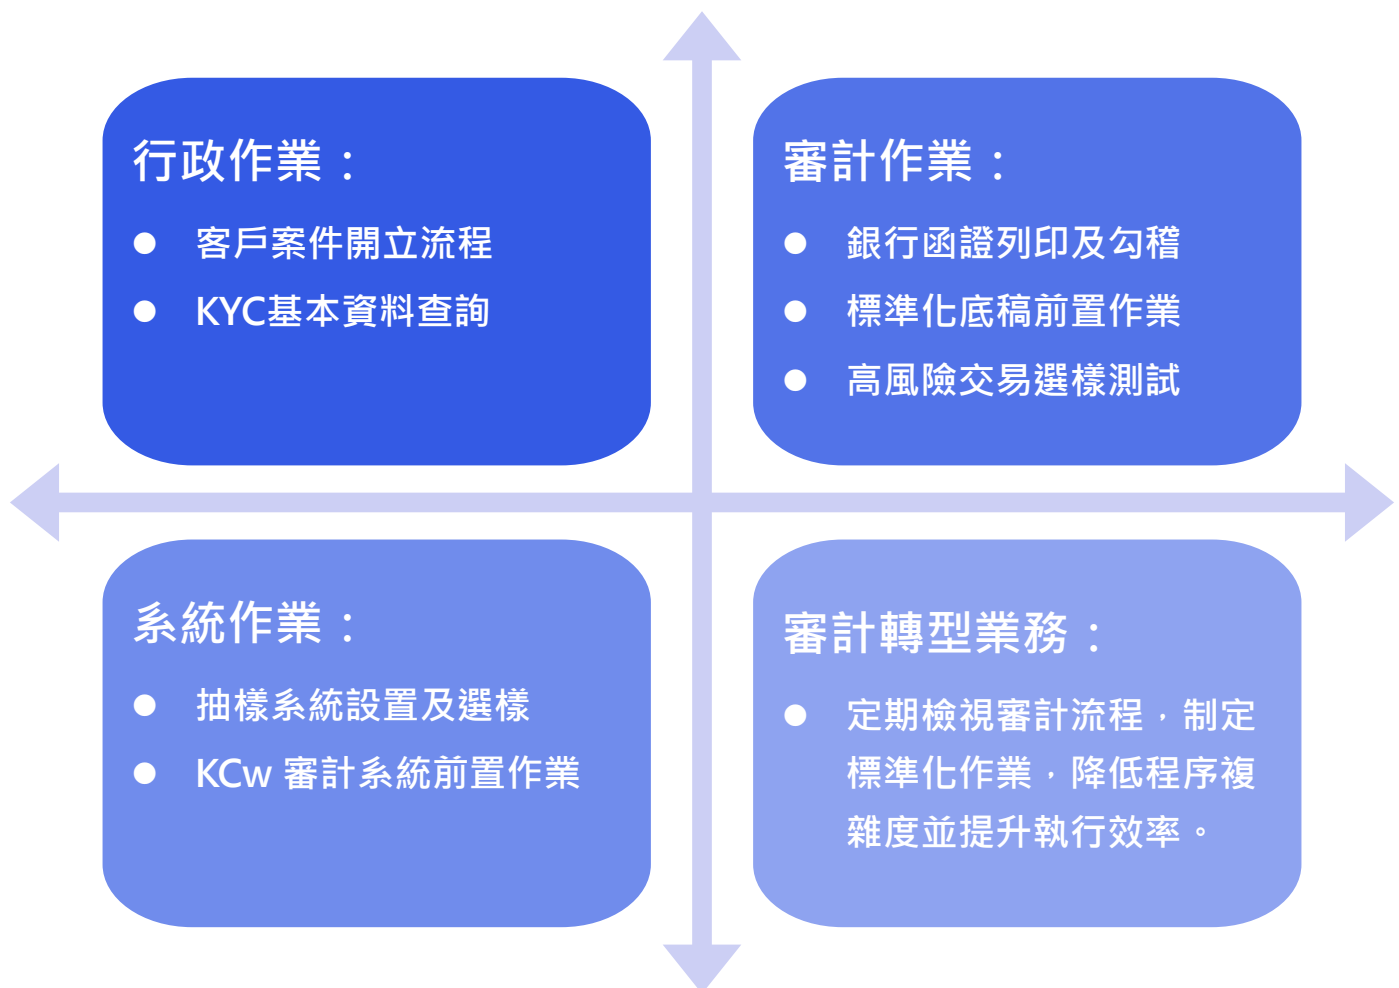 行政作業：
● 客戶案件開立流程
● KYC基本資料查詢
審計作業：
● 銀行函證列印及勾稽
● 標準化底稿前置作業
● 高風險交易選樣測試
系統作業：
● 抽樣系統設置及選樣
● KCw 審計系統前置作業
審計轉型業務：
● 定期檢視審計流程，制定
標準化作業，降低程序複
雜度並提升執行效率。